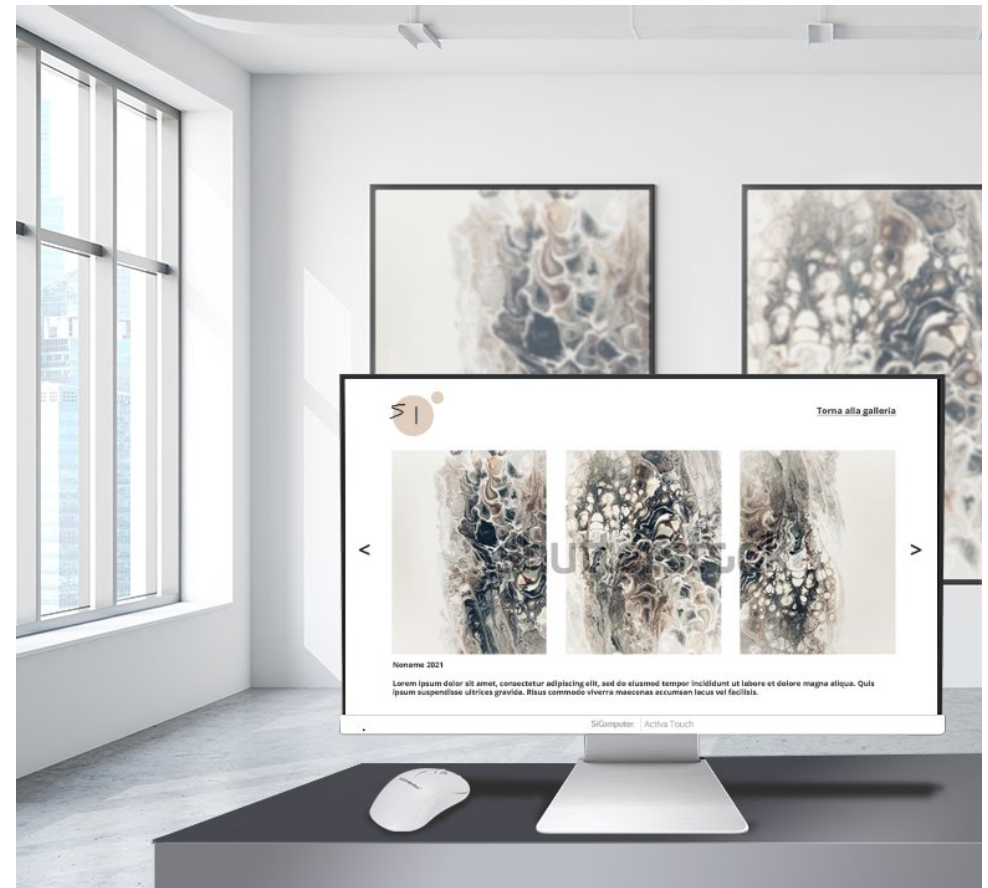 SI
Torna alla galleria
<
>
Noname 2021
Lorem ipsum dolor sit amet, consectetur adipiscing elit, sed do eiusmod tempor incididunt ut labore et dolore magna aliqua. Quis
ipsum suspendisse ultrices gravida. Risus commodo viverra maecenas accumsan lacus vel facilisis.
SiComputer. | Activa Touch